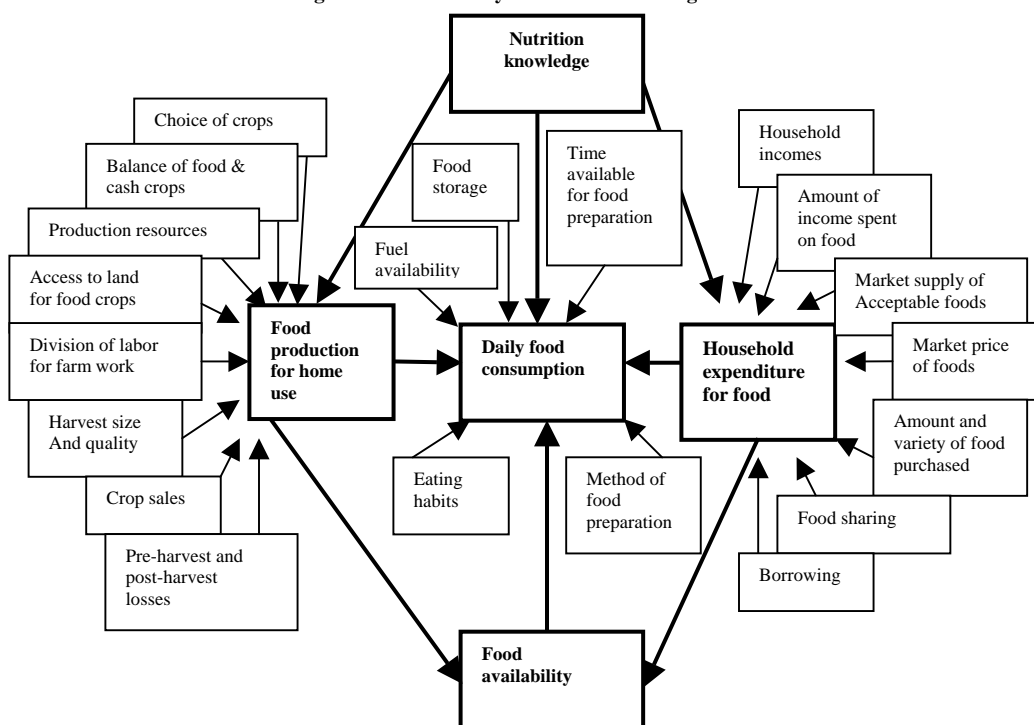 Nutrition
knowledge
Choice of crops
Balance of food &
cash crops
Production resources
Access to land
for food crops
Division of labor
for farm work
Harvest size
And quality
Crop sales
Pre-harvest and
post-harvest
losses
Food
storage
Fuel
availability
Time
available
for food
preparation
Household
incomes
Amount of
income spent
on food
Market supply of
Acceptable foods
Market price
of foods
Amount and
variety of food
purchased
Food sharing
Borrowing
Food
production
for home
use
Daily food
consumption
Household
expenditure
for food
Eating
habits
Method of
food
preparation
Food
availability